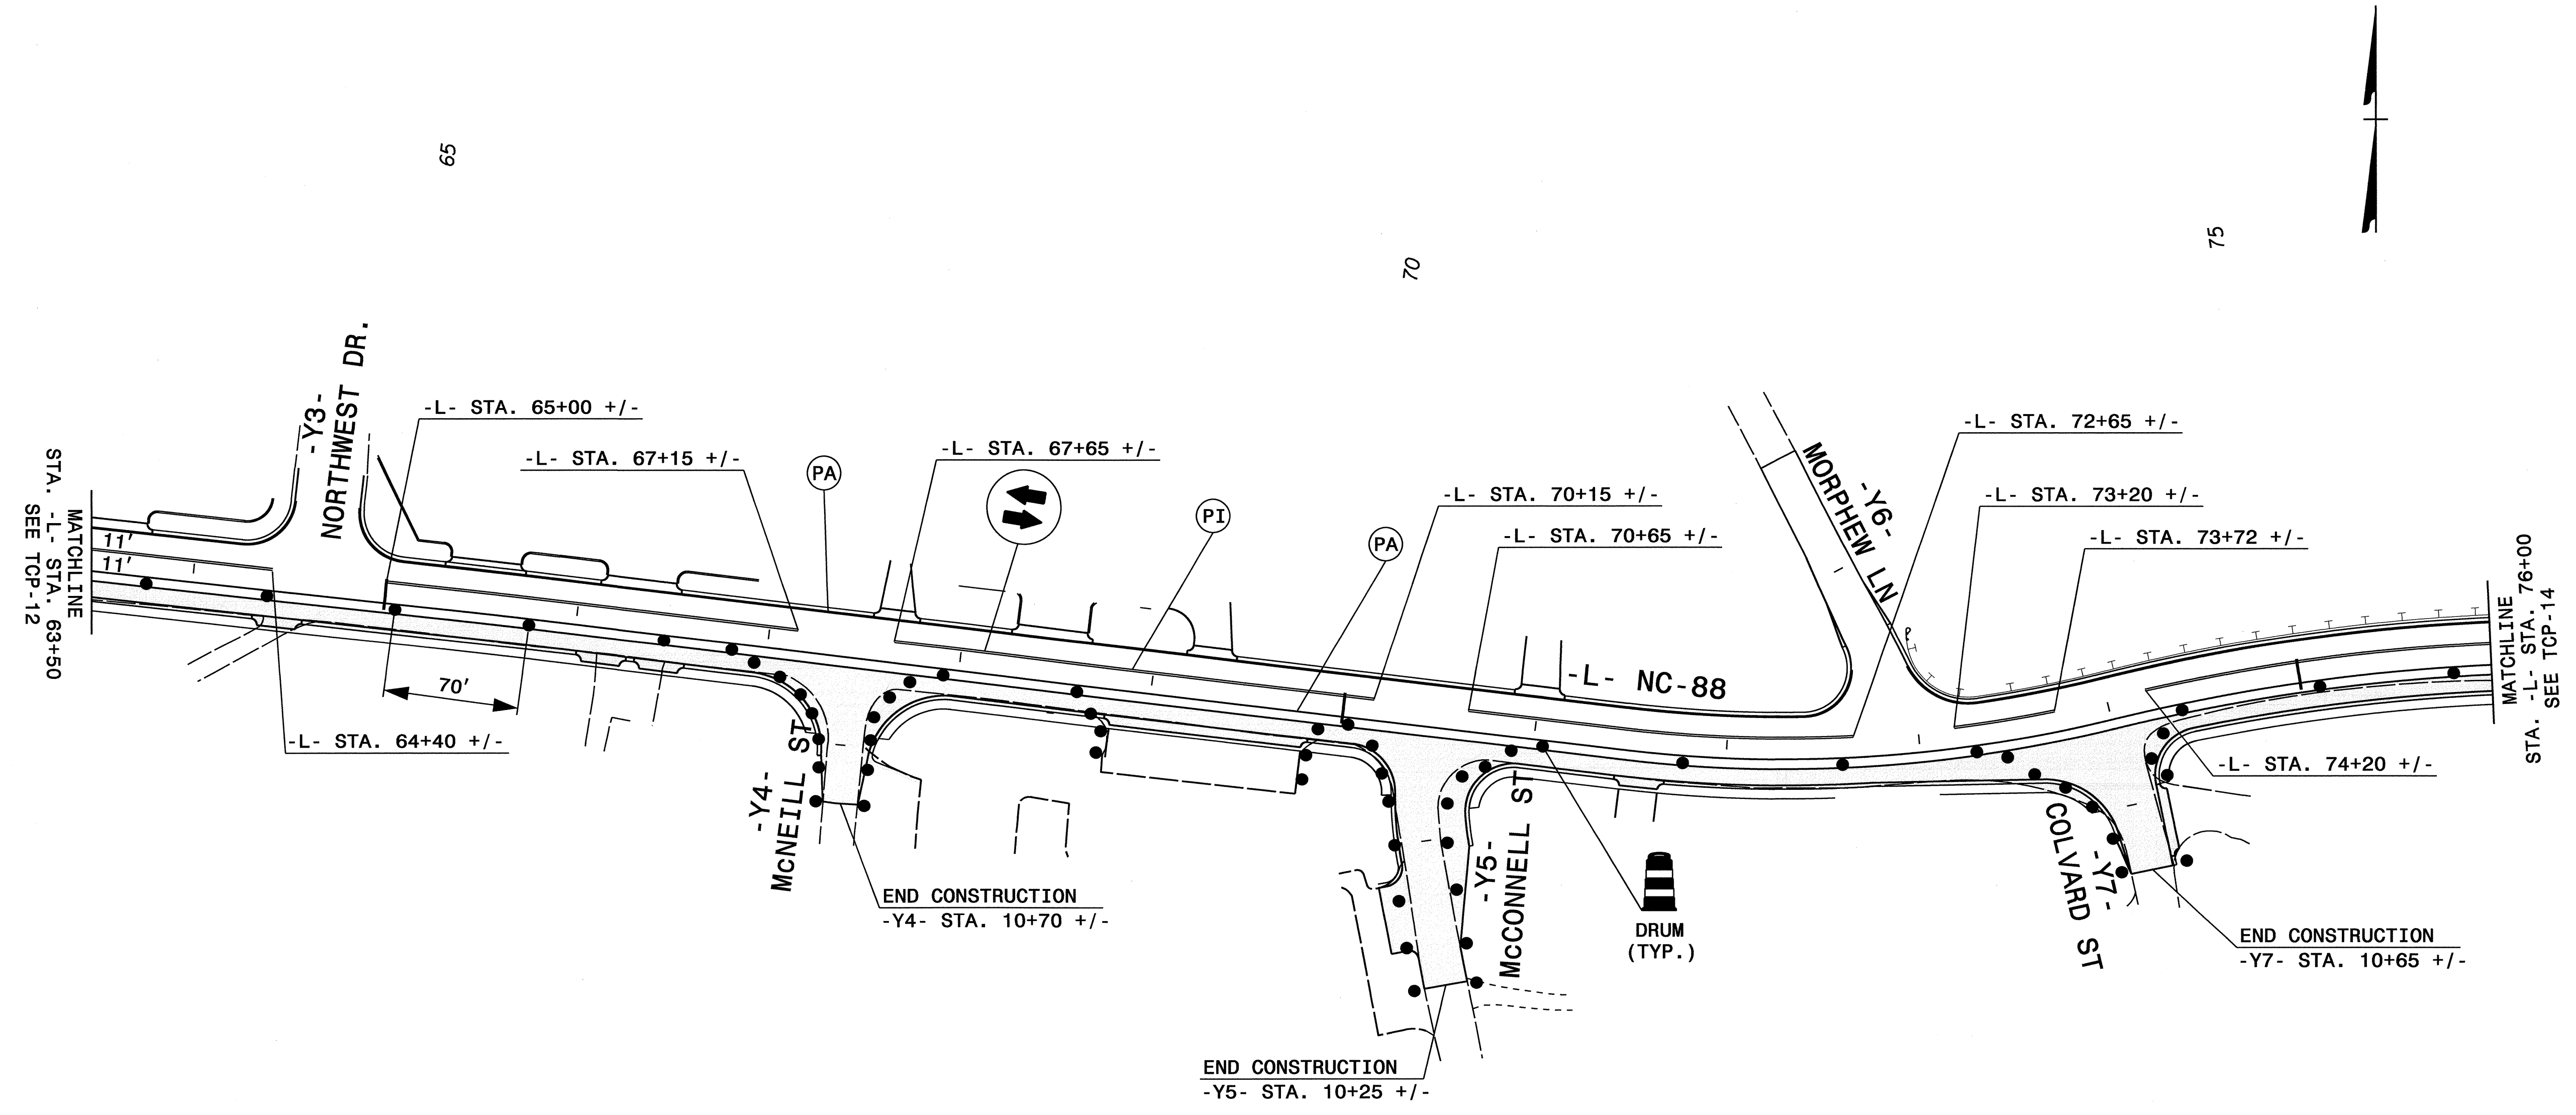 65
70
75
-Y3-
NORTHWEST DR.
-L- STA. 65+00 +/-
-L- STA. 67+15 +/-
PA
-L- STA. 67+65 +/-
PI
PA
-L- STA. 70+15 +/-
-L- STA. 70+65 +/-
-Y6-
MORPHEW LN
-L- STA. 72+65 +/-
-L- STA. 73+20 +/-
-L- STA. 73+72 +/-
MATCHLINE
STA. -L- STA. 63+50
SEE TCP-12
11'
11'
70'
-L- STA. 64+40 +/-
-L- NC-88
MATCHLINE
STA. -L- STA. 76+00
SEE TCP-14
-L- STA. 74+20 +/-
-Y4-
McNEILL ST
END CONSTRUCTION
-Y4- STA. 10+70 +/-
-Y5-
McCONNELL ST
DRUM
(TYP.)
-Y7-
COLVARD ST
END CONSTRUCTION
-Y7- STA. 10+65 +/-
END CONSTRUCTION
-Y5- STA. 10+25 +/-